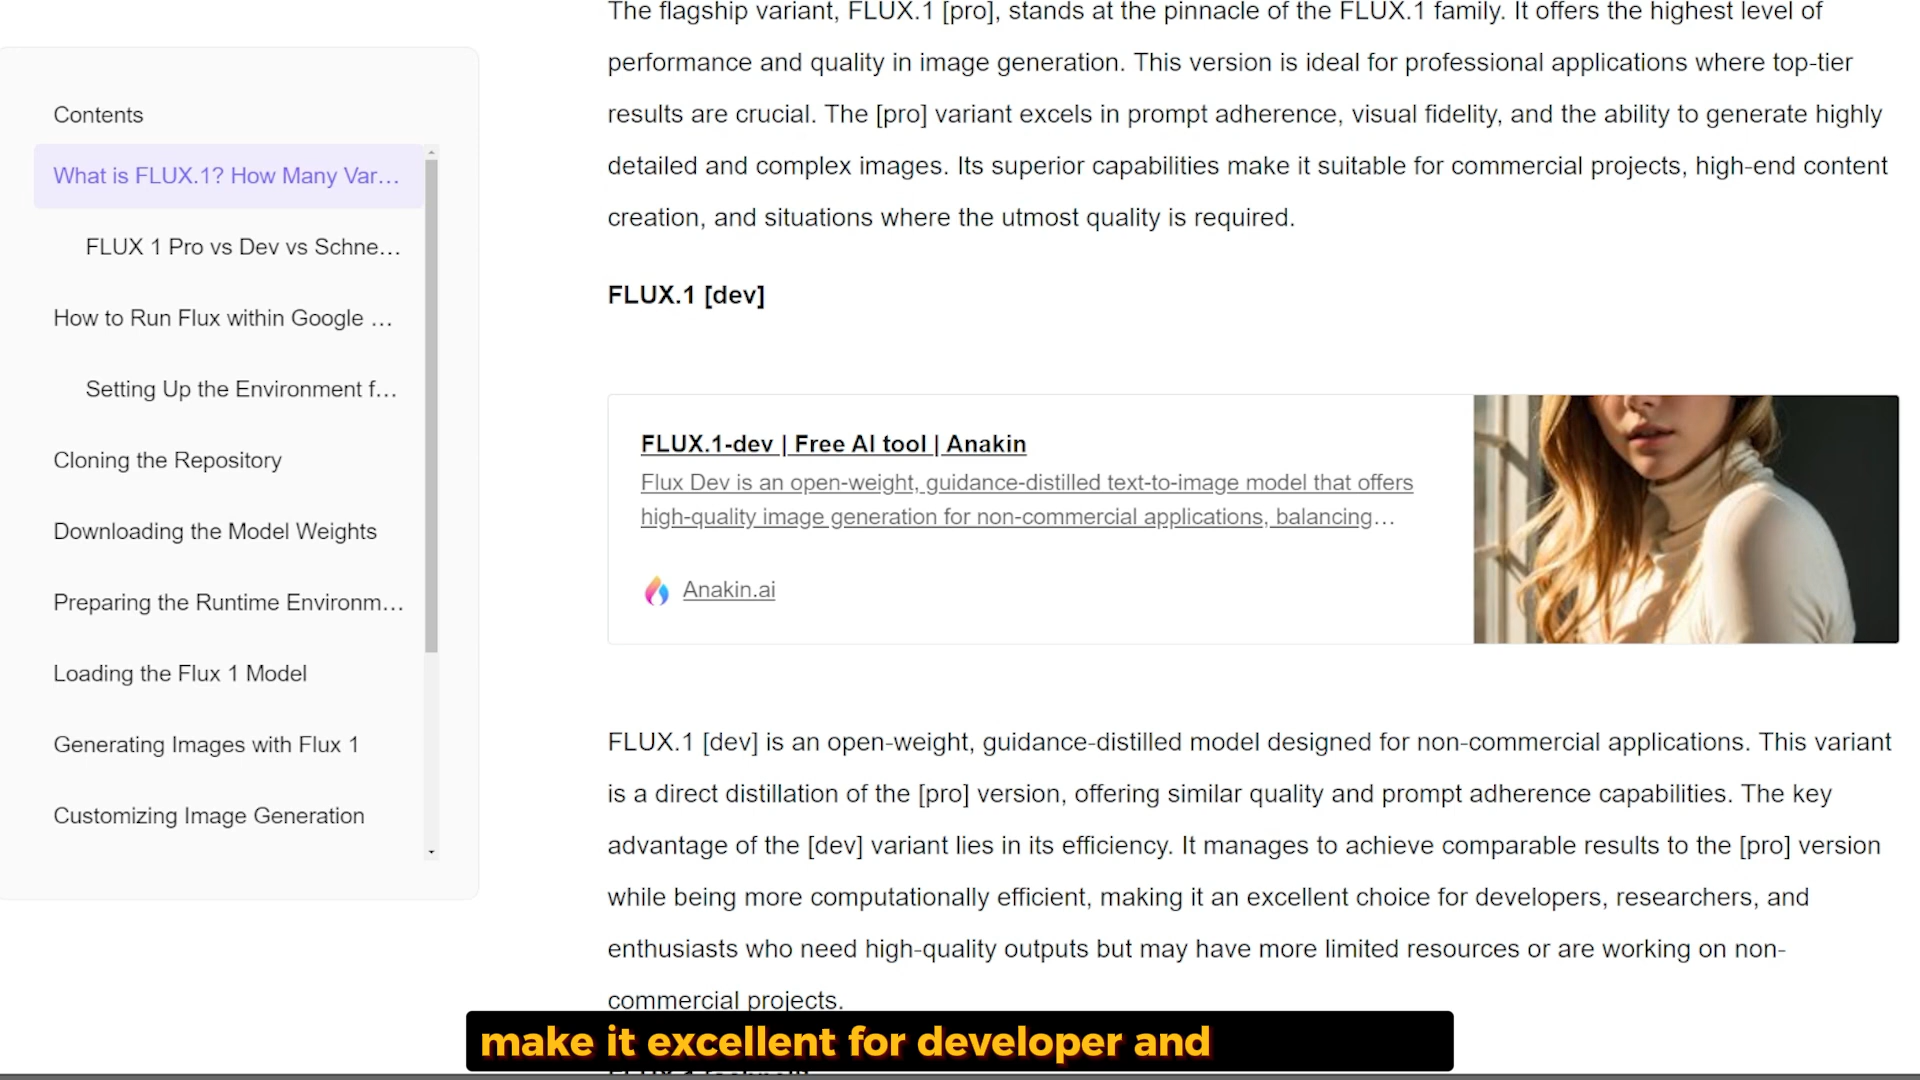 The flagship variant, FLUX.1 [pro], stands at the pinnacle of the FLUX.1 family. It offers the highest level of
performance and quality in image generation. This version is ideal for professional applications where top-tier
results are crucial. The [pro] variant excels in prompt adherence, visual fidelity, and the ability to generate highly
detailed and complex images. Its superior capabilities make it suitable for commercial projects, high-end content
creation, and situations where the utmost quality is required.
Contents
What is FLUX.1? How Many Var...
FLUX 1 Pro vs Dev vs Schne...
How to Run Flux within Google ...
Setting Up the Environment f...
Cloning the Repository
Downloading the Model Weights
Preparing the Runtime Environm...
Loading the Flux 1 Model
Generating Images with Flux 1
Customizing Image Generation
FLUX.1 [dev]
FLUX.1-dev | Free AI tool | Anakin
Flux Dev is an open-weight, guidance-distilled text-to-image model that offers
high-quality image generation for non-commercial applications, balancing...
Anakin.ai
FLUX.1 [dev] is an open-weight, guidance-distilled model designed for non-commercial applications. This variant
is a direct distillation of the [pro] version, offering similar quality and prompt adherence capabilities. The key
advantage of the [dev] variant lies in its efficiency. It manages to achieve comparable results to the [pro] version
while being more computationally efficient, making it an excellent choice for developers, researchers, and
enthusiasts who need high-quality outputs but may have more limited resources or are working on non-
commercial projects.
make it excellent for developer and